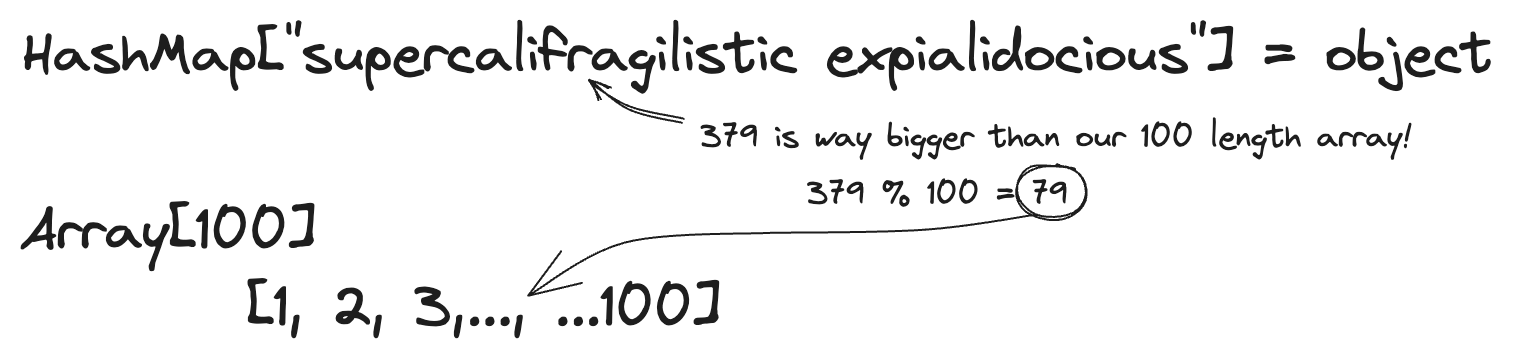 HashMap["supercalifragilistic expialidocious"] = object
379 is way bigger than our 100 length array!
379 % 100 = 79
Array[100]
[1, 2, 3,..., ...100]